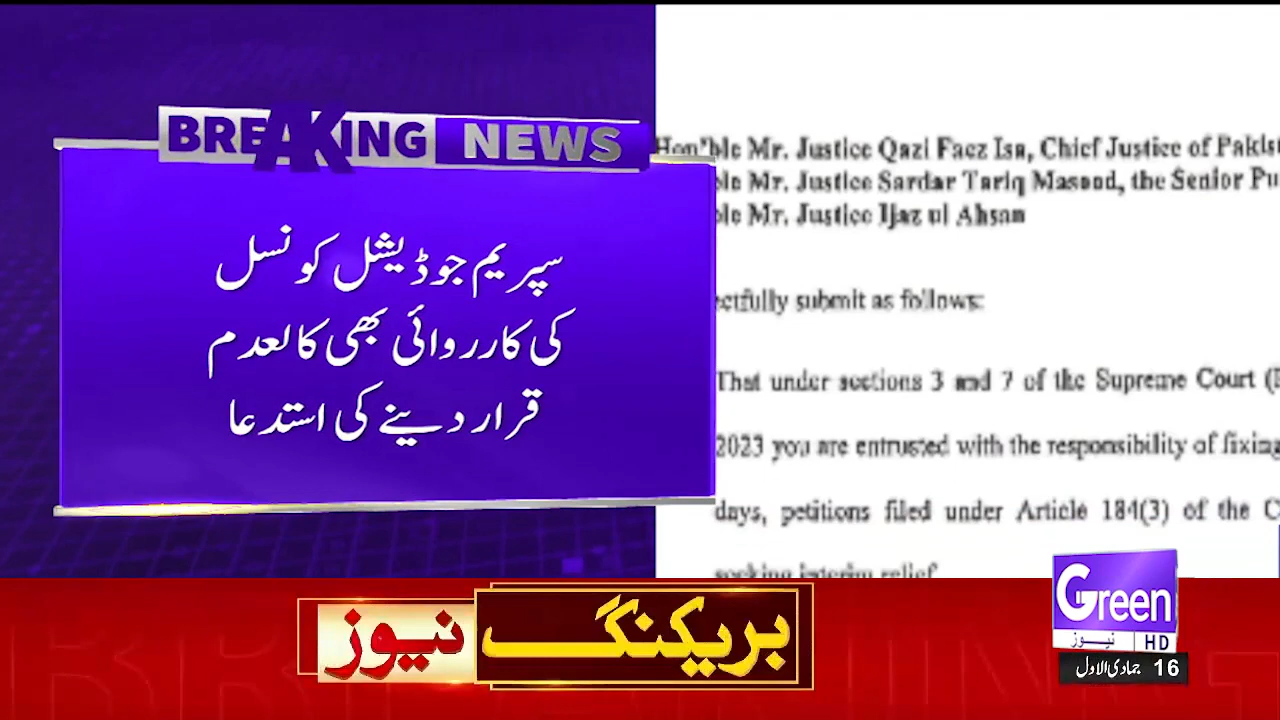 BREAKING NEWS
سپریم جوڈیشل کونسل
کی کارروائی بھی کالعدم
قرار دینے کی استدعا
Hon'ble Mr. Justice Qazi Faez Isa, Chief Justice of Pakist
ble Mr. Justice Sardar Tariq Masood, the Senior Pu
ble Mr. Justice Ijaz ul Ahsan
ectfully submit as follows:
That under sections 3 and 7 of the Supreme Court (
2023 you are entrusted with the responsibility of fixing
days, petitions filed under Article 184(3) of the C
seeking interim relief
بریکنگ نیوز
Green
نیوز HD
16 جمادی الاول